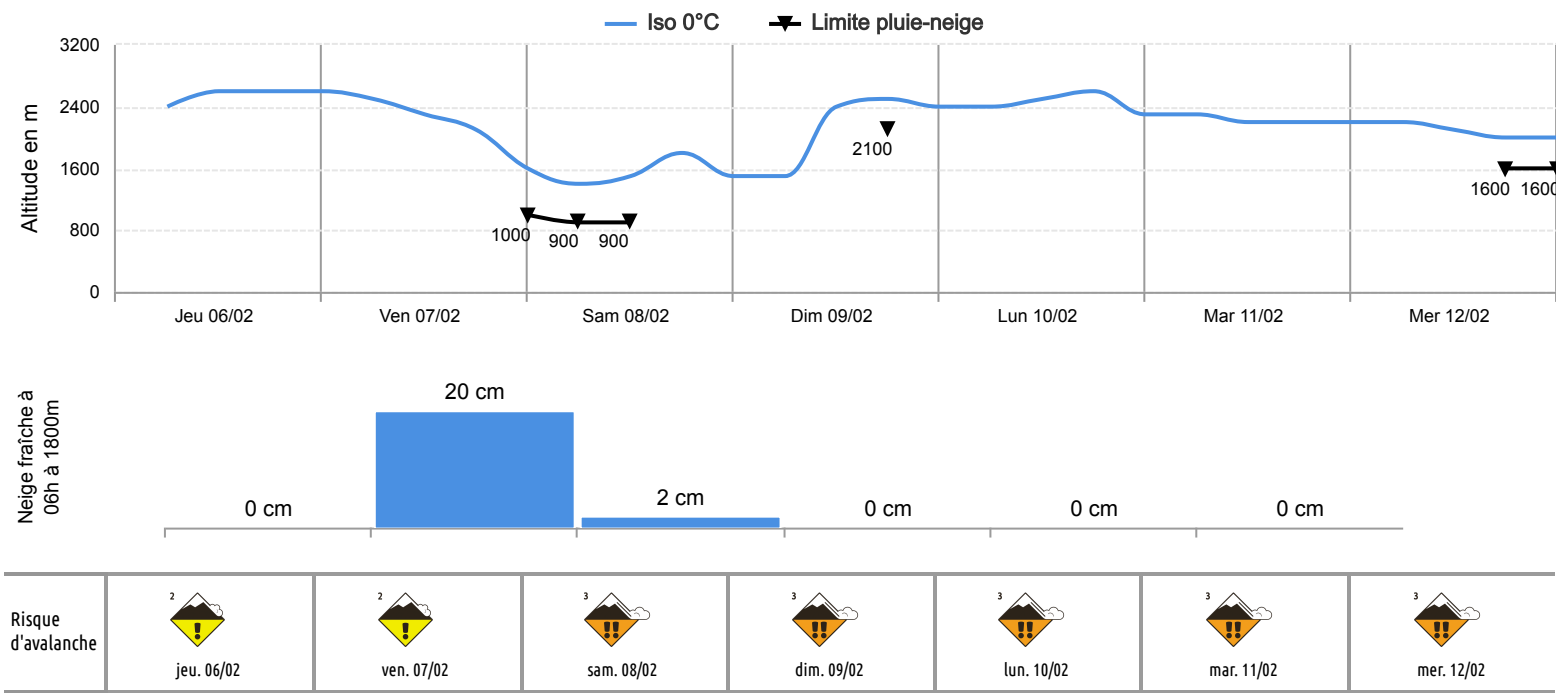 Iso 0°C Limite pluie-neige
Altitude en m
3200
2400
1600
800
0
1000 900 900
2100
1600 1600
Jeu 06/02 Ven 07/02 Sam 08/02 Dim 09/02 Lun 10/02 Mar 11/02 Mer 12/02
Neige fraîche à
06h à 1800m
0 cm 20 cm 2 cm 0 cm 0 cm 0 cm
Risque
d'avalanche
2 2 3 3 3 3 3
! ! !! !! !! !! !!
jeu. 06/02 ven. 07/02 sam. 08/02 dim. 09/02 lun. 10/02 mar. 11/02 mer. 12/02